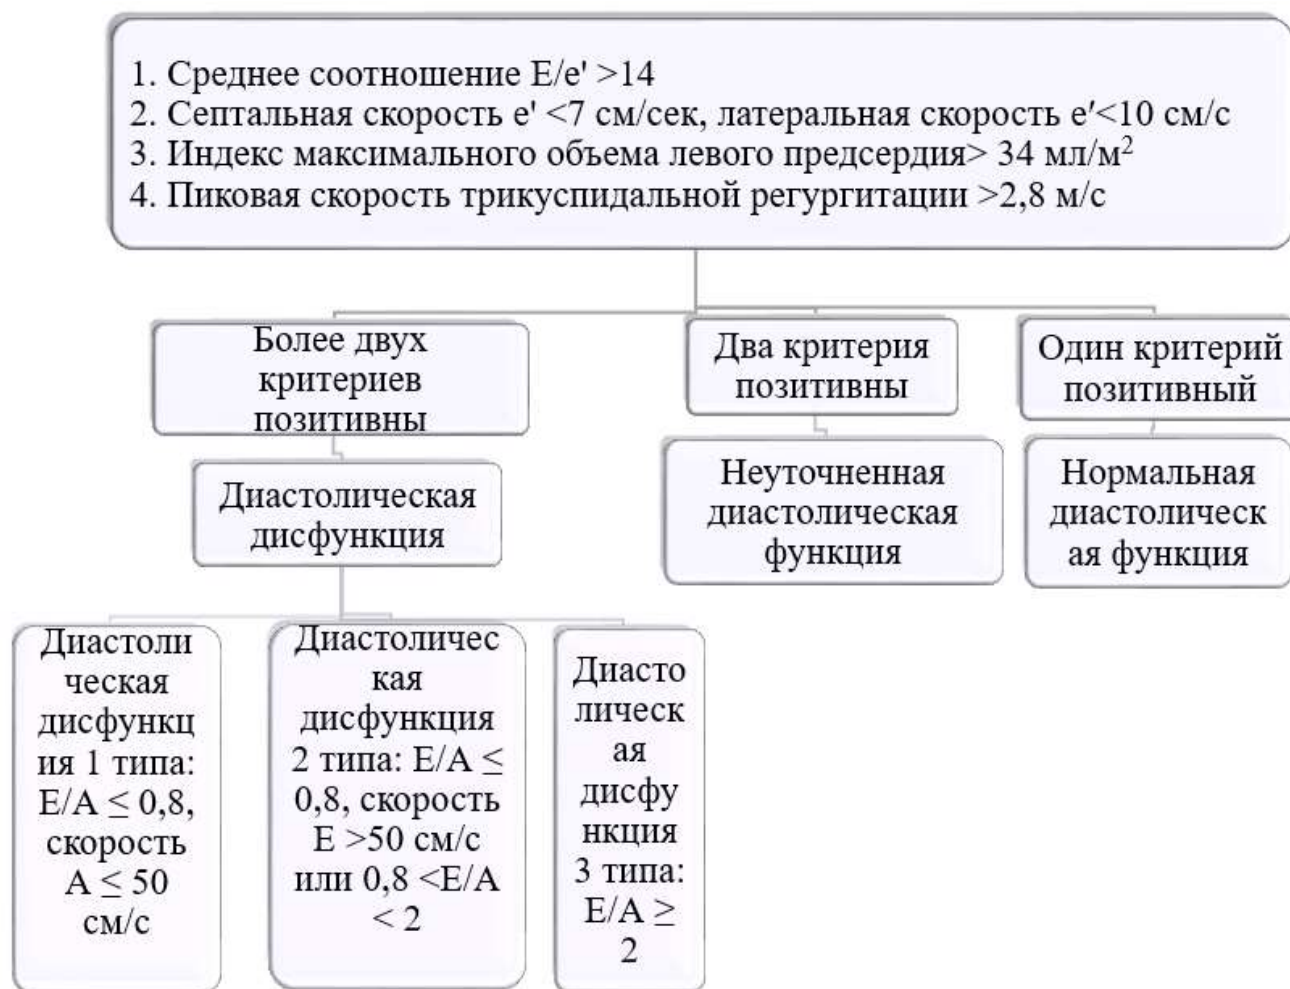 1. Среднее соотношение E/e' >14
2. Септальная скорость e' <7 см/сек, латеральная скорость e'<10 см/с
3. Индекс максимального объема левого предсердия> 34 мл/м²
4. Пиковая скорость трикуспидальной регургитации >2,8 м/с
Более двух
критериев
позитивны
Два критерия
позитивны
Один критерий
позитивный
Диастолическая
дисфункция
Неуточненная
диастолическая
функция
Нормальная
диастолическ
ая функция
Диастоли
ческая
дисфункц
ия 1 типа:
E/A ≤ 0,8,
скорость
A ≤ 50
см/с
Диастоличес
кая
дисфункция
2 типа: E/A ≤
0,8, скорость
E >50 см/с
или 0,8 <E/A
< 2
Диасто
лическ
ая
дисфу
нкция
3 типа:
E/A ≥
2